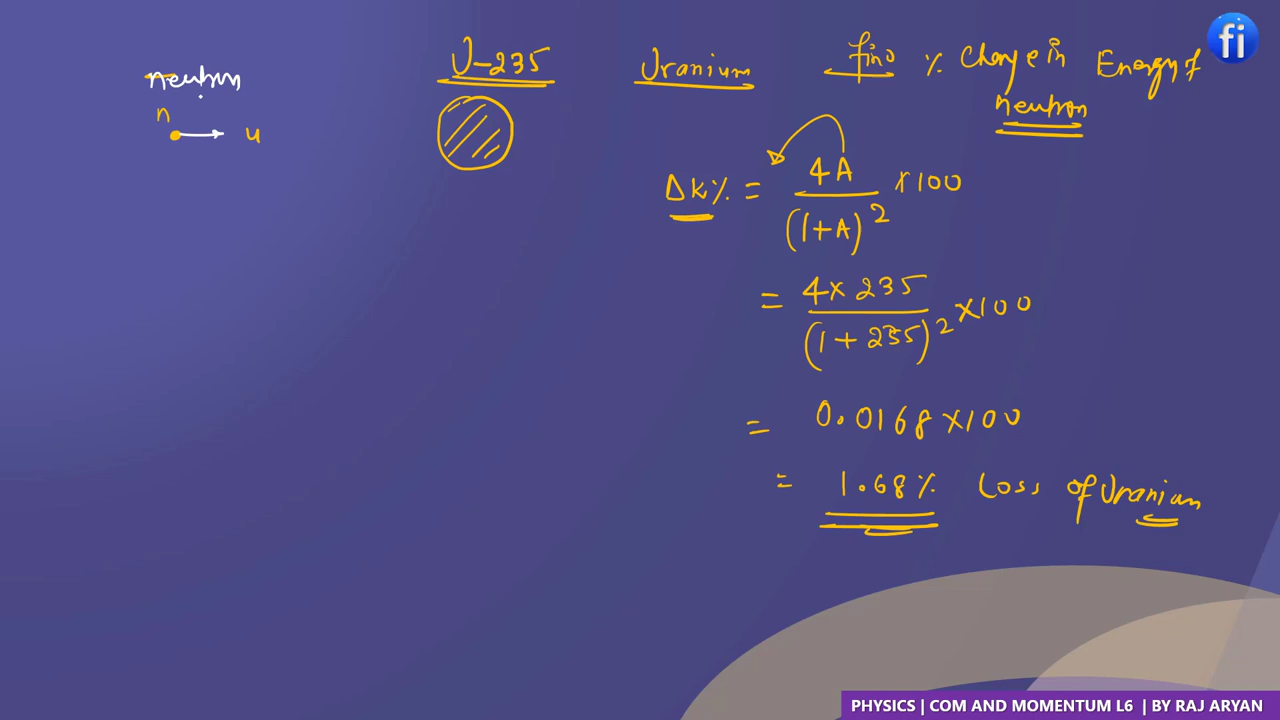 neutron
n
u
U-235 Uranium find % Change in Energy of
neutron
Δk% = 4A / (1+A)² × 100
= 4 × 235 / (1 + 235)² × 100
= 0.0168 × 100
= 1.68% Loss of Uranium
fi
PHYSICS | COM AND MOMENTUM L6 | BY RAJ ARYAN